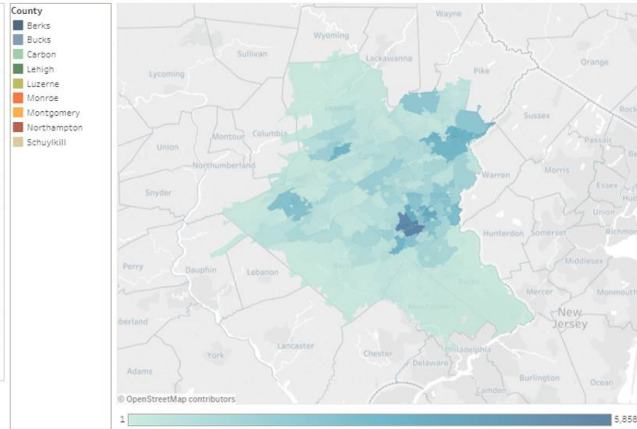 County
Berks
Bucks
Carbon
Lehigh
Luzerne
Monroe
Montgomery
Northampton
Schuylkill
Wayne
Wyoming
Sullivan
Lackawanna
Lycoming
Pike
Orange
Sussex
Montour
Columbia
Passaic
Union
Northumberland
Warren
Morris
Essex
Snyder
Union
Hunterdon
Somerset
Richmon
Middlesex
Perry
Dauphin
Lebanon
Mercer
Monmouth
New
Jersey
berland
York
Lancaster
Chester
Delaware
Philadelphia
Burlington
Ocean
Adams
Camden
© OpenStreetMap contributors
1
5,858